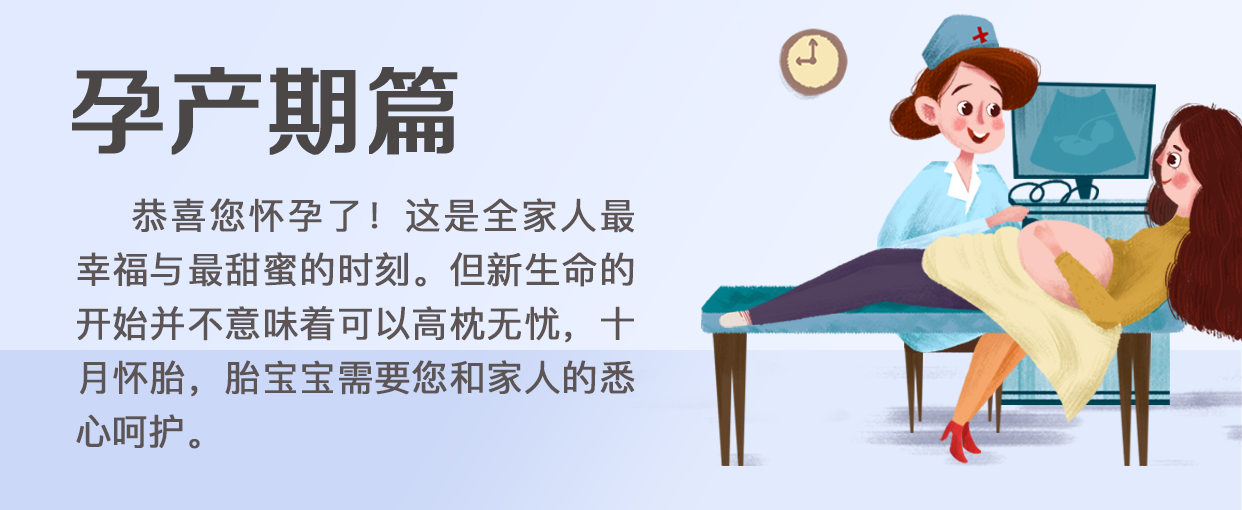 孕产期篇
恭喜您怀孕了！这是全家人最
幸福与最甜蜜的时刻。但新生命的
开始并不意味着可以高枕无忧，十
月怀胎，胎宝宝需要您和家人的悉
心呵护。